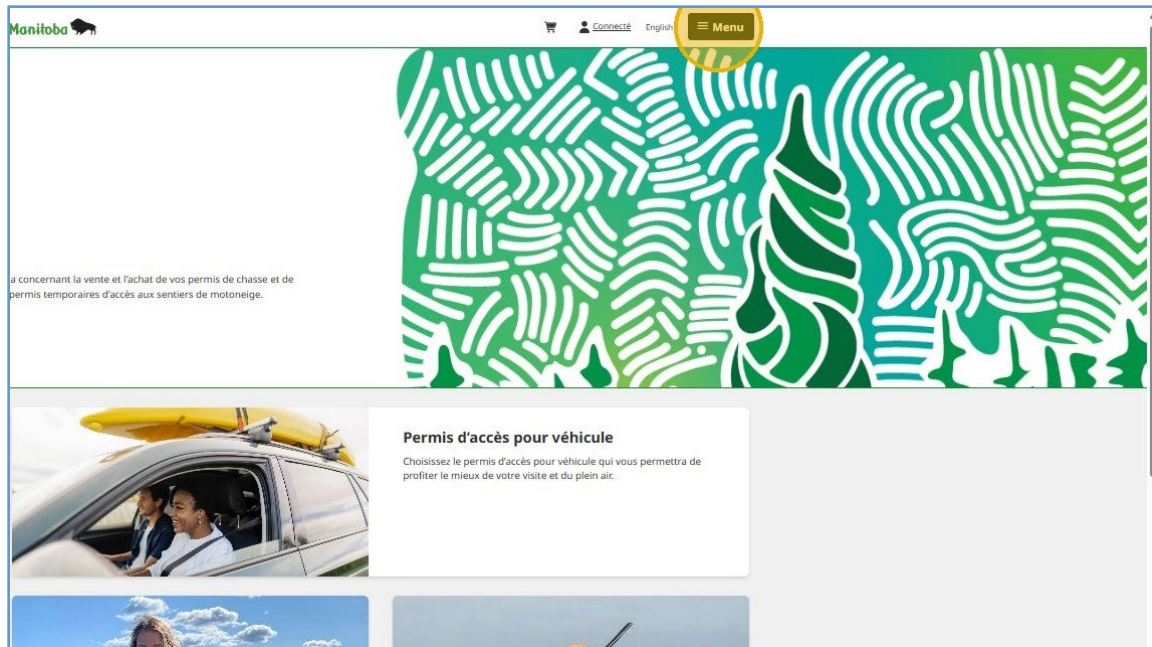 Manitoba
Connecté English Menu
a concernant la vente et l'achat de vos permis de chasse et de
permis temporaires d'accès aux sentiers de motoneige.
Permis d'accès pour véhicule
Choisissez le permis d'accès pour véhicule qui vous permettra de
profiter le mieux de votre visite et du plein air.